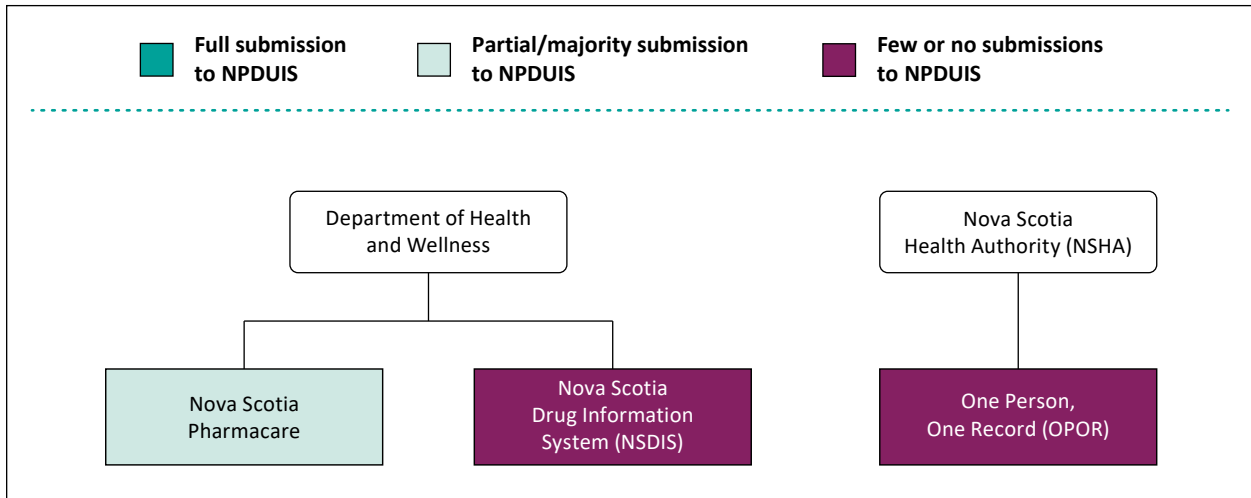 Full submission
to NPDUIS
Partial/majority submission
to NPDUIS
Few or no submissions
to NPDUIS
Department of Health
and Wellness
Nova Scotia
Health Authority (NSHA)
Nova Scotia
Pharmacare
Nova Scotia
Drug Information
System (NSDIS)
One Person,
One Record (OPOR)